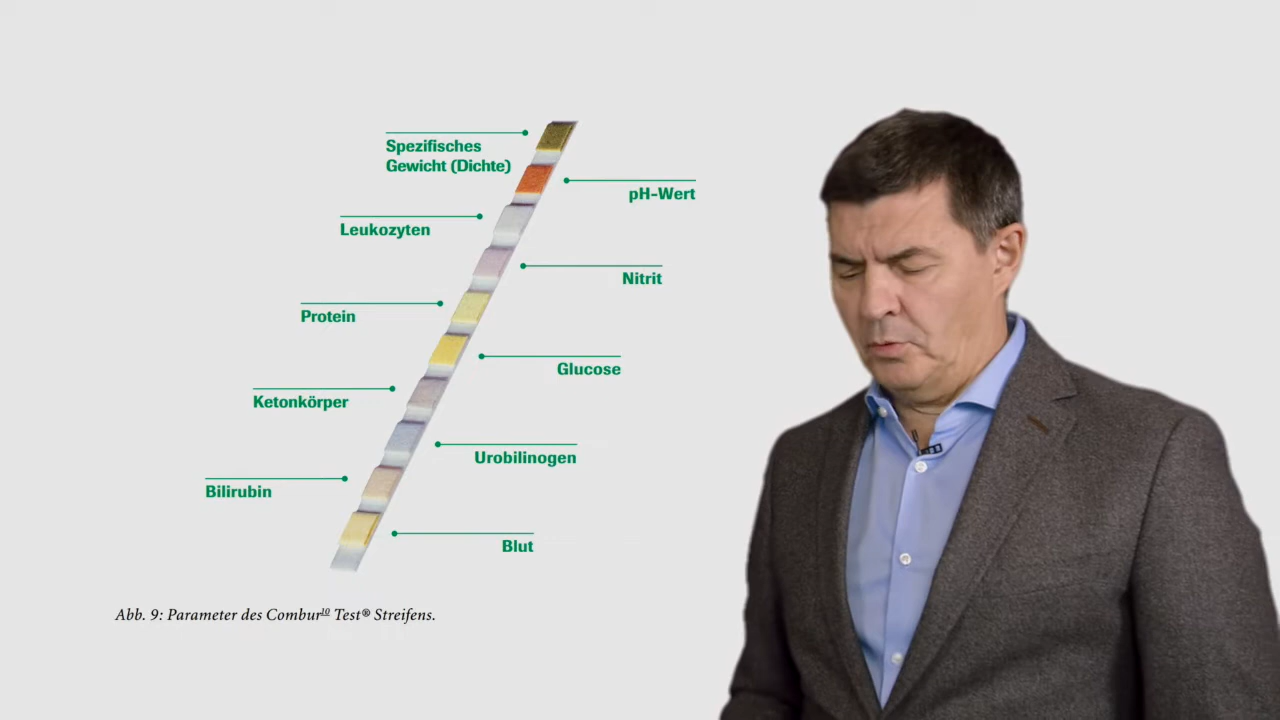 Spezifisches
Gewicht (Dichte)
pH-Wert
Leukozyten
Nitrit
Protein
Glucose
Ketonkörper
Urobilinogen
Bilirubin
Blut
Abb. 9: Parameter des Combur¹⁰ Test® Streifens.